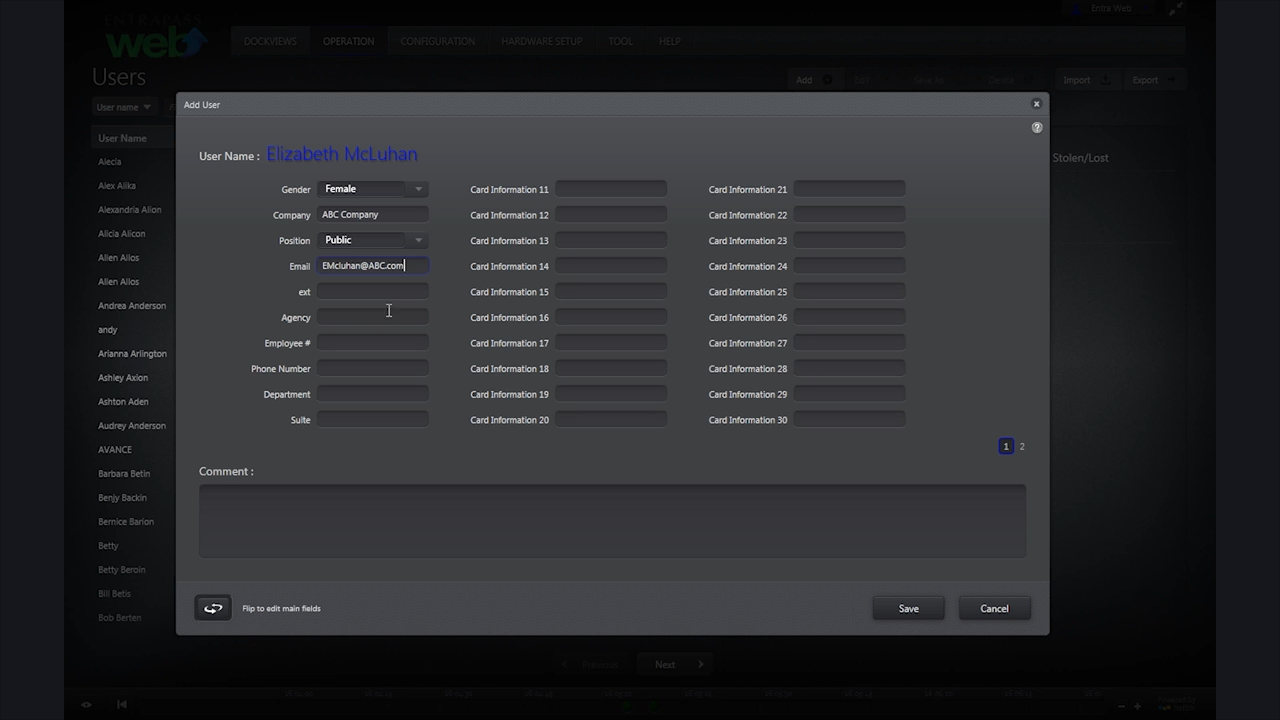 ENTRAPASS
web
Entra Web
DOCKVIEWS OPERATION CONFIGURATION HARDWARE SETUP TOOL HELP
Users
Add Import Export
User name
Add User
User Name
User Name : Elizabeth McLuhan
Stolen/Lost
Alecia
Alex Alika
Alexandria Alion
Alicia Alicon
Allen Allos
Allen Allos
Andrea Anderson
andy
Arianna Arlington
Ashley Axion
Ashton Aden
Audrey Anderson
AVANCE
Barbara Betin
Benjy Backin
Bernice Barion
Betty
Betty Beroin
Bill Betis
Bob Berten
Gender Female Card Information 11 Card Information 21
Company ABC Company Card Information 12 Card Information 22
Position Public Card Information 13 Card Information 23
Email EMcluhan@ABC.com Card Information 14 Card Information 24
ext Card Information 15 Card Information 25
Agency Card Information 16 Card Information 26
Employee # Card Information 17 Card Information 27
Phone Number Card Information 18 Card Information 28
Department Card Information 19 Card Information 29
Suite Card Information 20 Card Information 30
1 2
Comment :
Flip to edit main fields Save Cancel
Previous Next